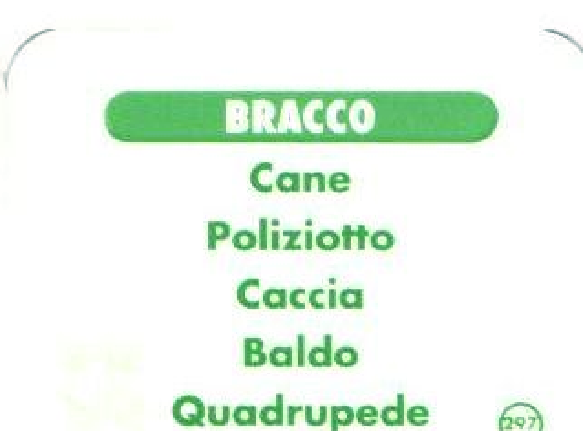 BRACCO
Cane
Poliziotto
Caccia
Baldo
Quadrupede
297